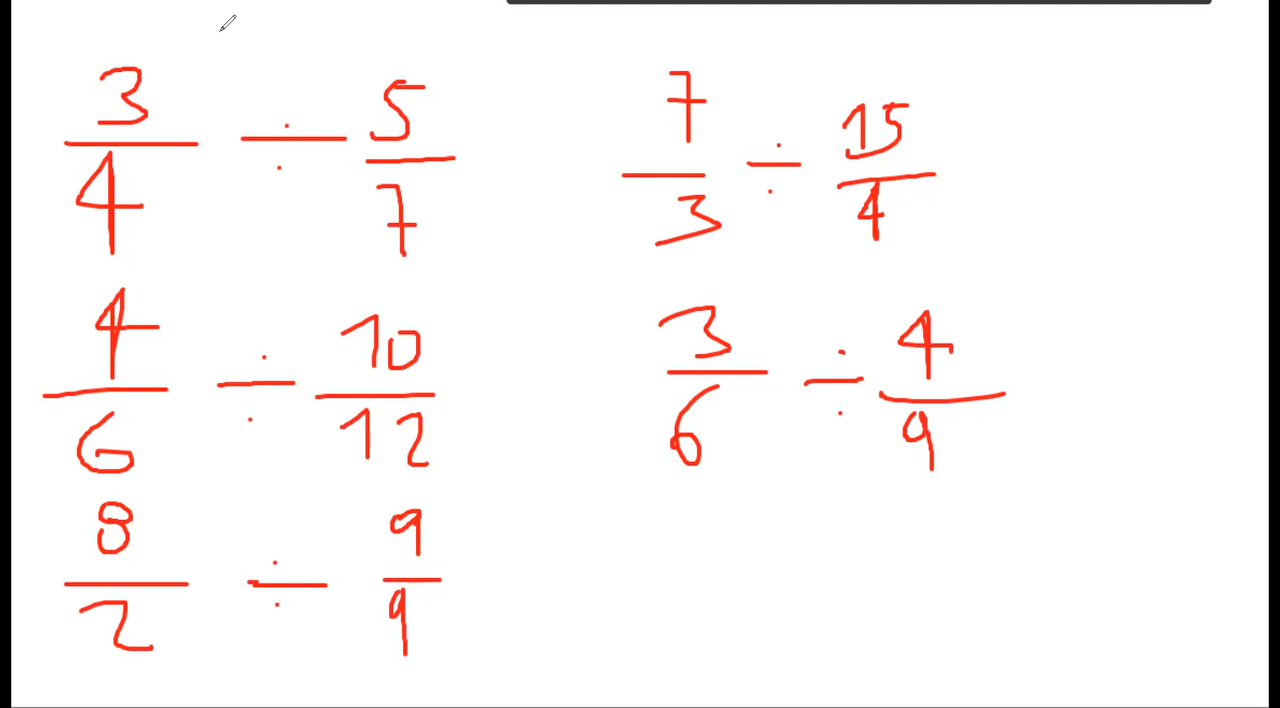 3/4 ÷ 5/7
7/3 ÷ 15/4
4/6 ÷ 10/12
3/6 ÷ 4/9
8/2 ÷ 9/9